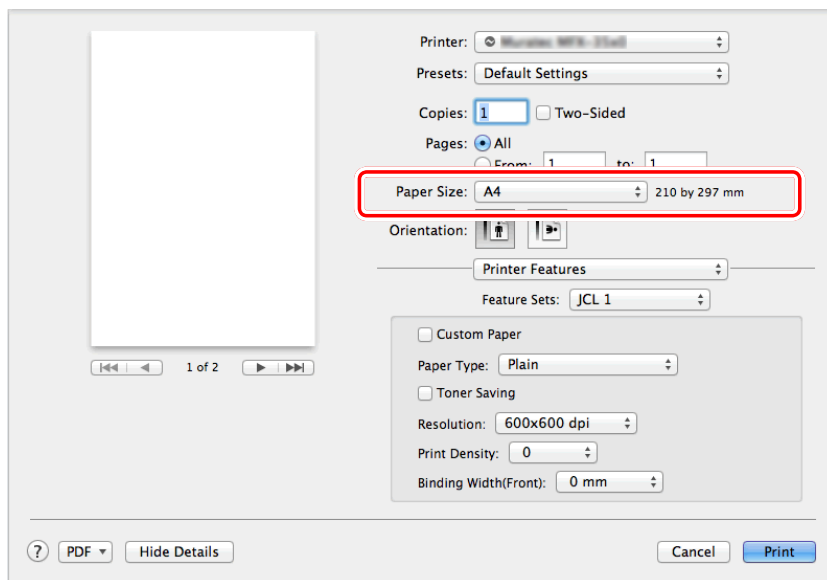 Printer:
Presets: Default Settings
Copies: 1 Two-Sided
Pages: All
From: 1 to: 1
Paper Size: A4 210 by 297 mm
Orientation:
Printer Features
Feature Sets: JCL 1
Custom Paper
1 of 2
Paper Type: Plain
Toner Saving
Resolution: 600x600 dpi
Print Density: 0
Binding Width(Front): 0 mm
? PDF Hide Details Cancel Print